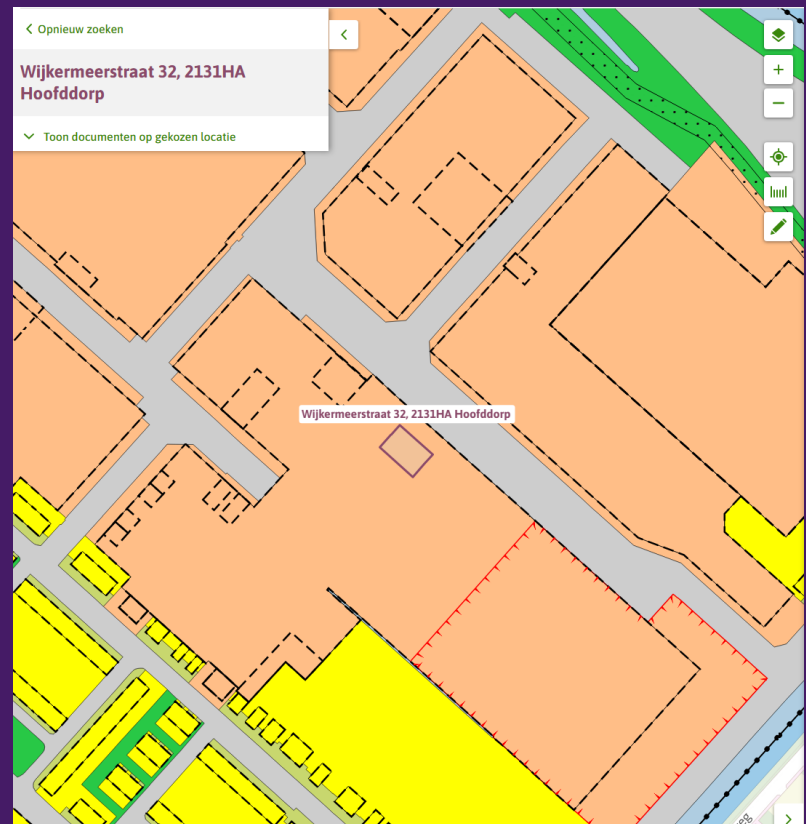 Opnieuw zoeken
Wijkermeerstraat 32, 2131HA
Hoofddorp
Toon documenten op gekozen locatie
Wijkermeerstraat 32, 2131HA Hoofddorp